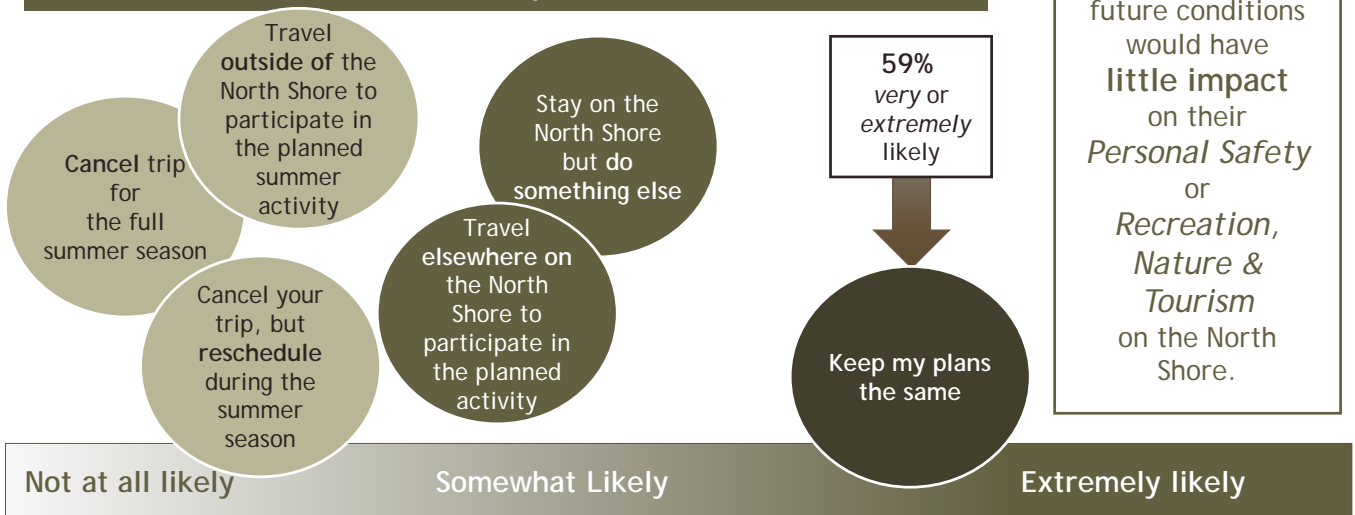 Travel
outside of the
North Shore to
participate in
the planned
summer
activity
Cancel trip
for
the full
summer season
Cancel your
trip, but
reschedule
during the
summer
season
Stay on the
North Shore
but do
something else
Travel
elsewhere on
the North
Shore to
participate in
the planned
activity
59%
very or
extremely
likely
Keep my plans
the same
future conditions
would have
little impact
on their
Personal Safety
or
Recreation,
Nature &
Tourism
on the North
Shore.
Not at all likely
Somewhat Likely
Extremely likely